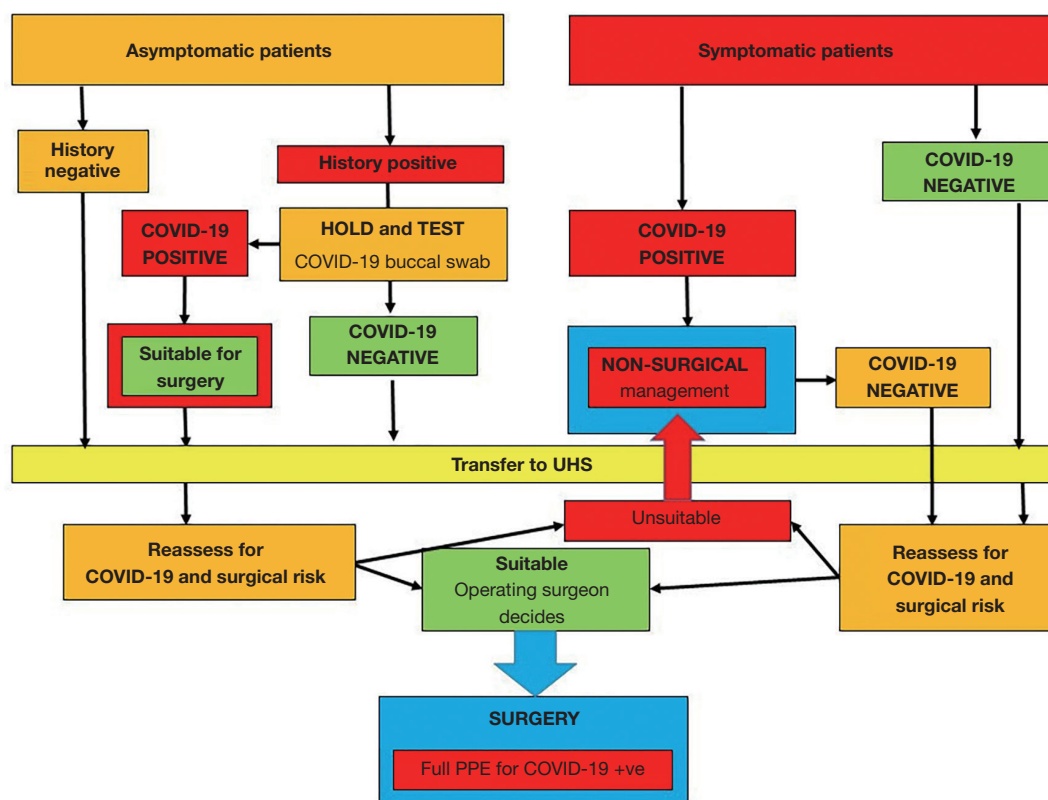 Asymptomatic patients
Symptomatic patients
History
negative
History positive
COVID-19
NEGATIVE
COVID-19
POSITIVE
HOLD and TEST
COVID-19 buccal swab
COVID-19
POSITIVE
Suitable for
surgery
COVID-19
NEGATIVE
NON-SURGICAL
management
COVID-19
NEGATIVE
Transfer to UHS
Unsuitable
Reassess for
COVID-19 and surgical risk
Suitable
Operating surgeon
decides
Reassess for
COVID-19 and
surgical risk
SURGERY
Full PPE for COVID-19 +ve